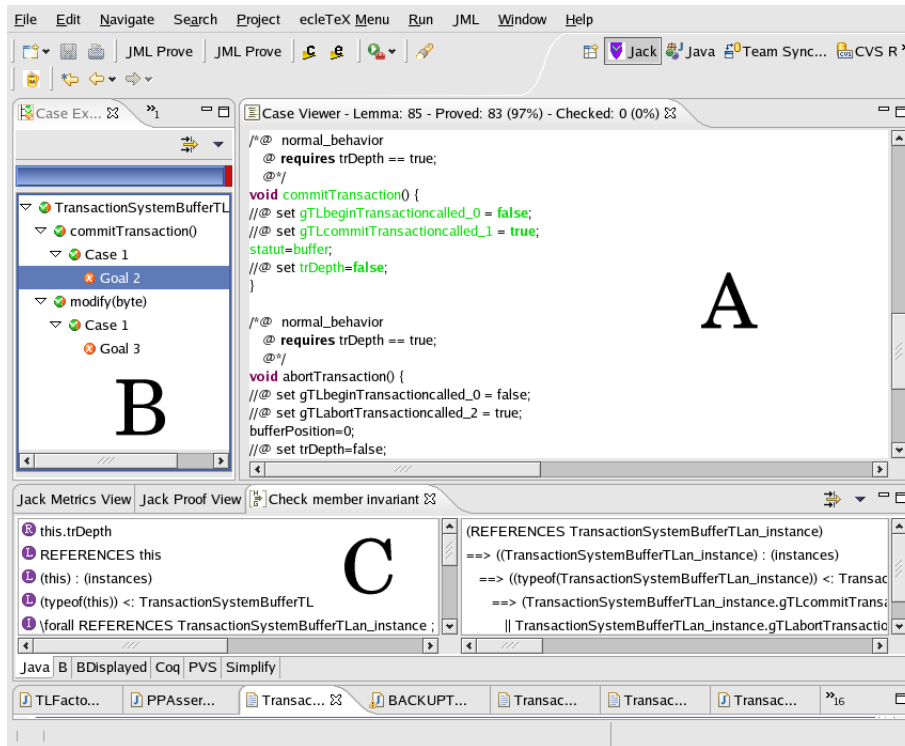 File Edit Navigate Search Project ecleTeX Menu Run JML Window Help
JML Prove JML Prove Jack Java Team Sync... CVS R »
Case Ex... »1
Case Viewer - Lemma: 85 - Proved: 83 (97%) - Checked: 0 (0%)
TransactionSystemBufferTL
commitTransaction()
Case 1
Goal 2
modify(byte)
Case 1
Goal 3
B
/*@ normal_behavior
@ requires trDepth == true;
@*/
void commitTransaction() {
//@ set gTLbeginTransactioncalled_0 = false;
//@ set gTLcommitTransactioncalled_1 = true;
statut=buffer;
//@ set trDepth=false;
}
/*@ normal_behavior
@ requires trDepth == true;
@*/
void abortTransaction() {
//@ set gTLbeginTransactioncalled_0 = false;
//@ set gTLabortTransactioncalled_2 = true;
bufferPosition=0;
//@ set trDepth=false;
A
Jack Metrics View Jack Proof View Check member invariant
R this.trDepth
L REFERENCES this
L (this) : (instances)
L (typeof(this)) <: TransactionSystemBufferTL
I \forall REFERENCES TransactionSystemBufferTLan_instance ;
C
(REFERENCES TransactionSystemBufferTLan_instance)
==> ((TransactionSystemBufferTLan_instance) : (instances)
==> ((typeof(TransactionSystemBufferTLan_instance)) <: Transac
==> (TransactionSystemBufferTLan_instance.gTLcommitTransa
|| TransactionSystemBufferTLan_instance.gTLabortTransactio
Java B BDisplayed Coq PVS Simplify
TLFacto... PPAsser... Transac... BACKUPT... Transac... Transac... Transac... »16